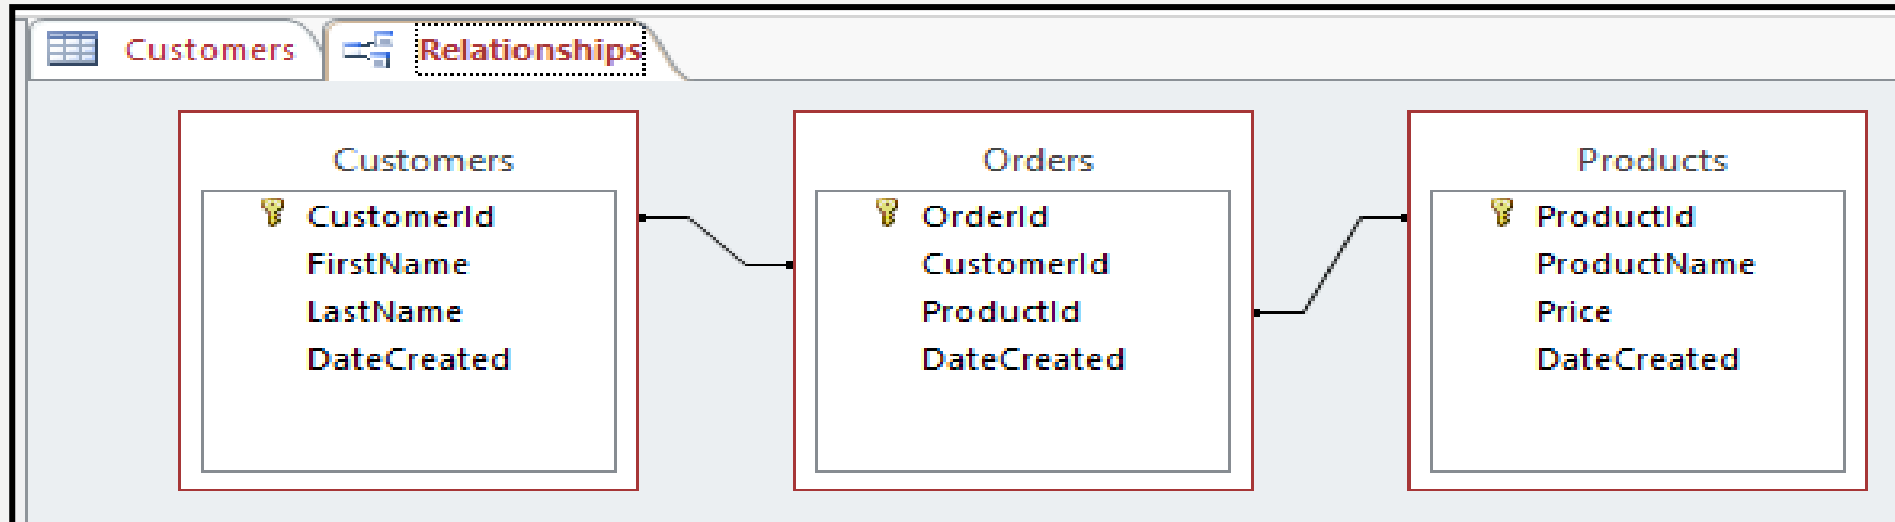 Customers
Relationships
Customers
CustomerId
FirstName
LastName
DateCreated
Orders
OrderId
CustomerId
ProductId
DateCreated
Products
ProductId
ProductName
Price
DateCreated